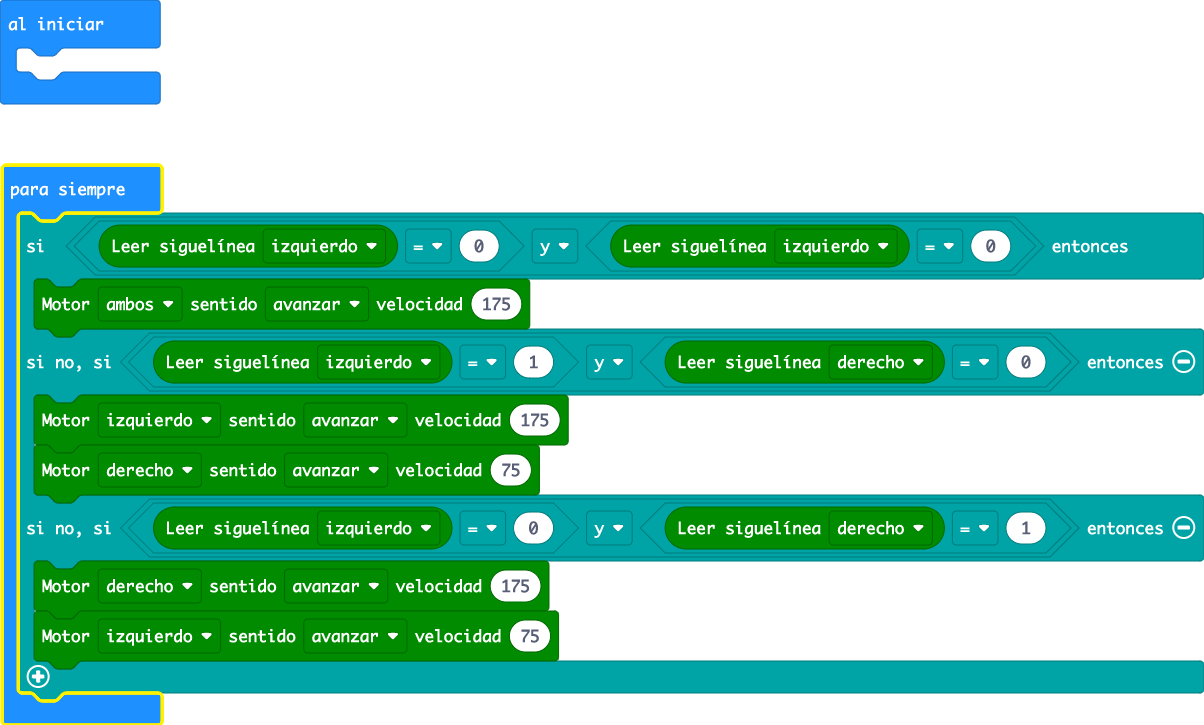 al iniciar
para siempre
si Leer siguelínea izquierdo = 0 y Leer siguelínea izquierdo = 0 entonces
Motor ambos sentido avanzar velocidad 175
si no, si Leer siguelínea izquierdo = 1 y Leer siguelínea derecho = 0 entonces
Motor izquierdo sentido avanzar velocidad 175
Motor derecho sentido avanzar velocidad 75
si no, si Leer siguelínea izquierdo = 0 y Leer siguelínea derecho = 1 entonces
Motor derecho sentido avanzar velocidad 175
Motor izquierdo sentido avanzar velocidad 75